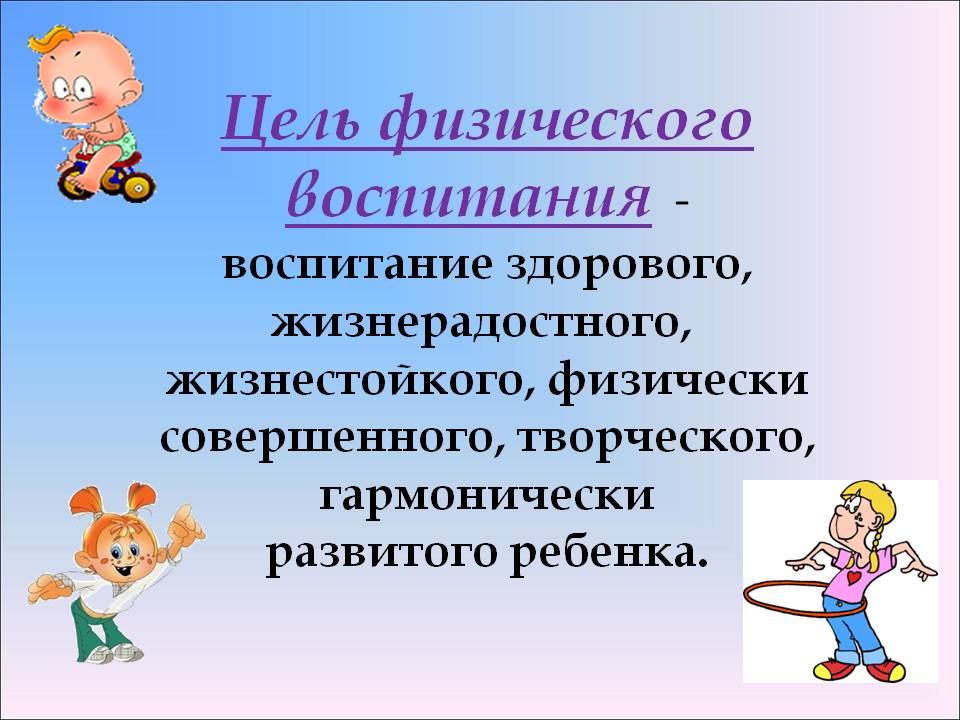 Цель физического
воспитания -
воспитание здорового,
жизнерадостного,
жизнестойкого, физически
совершенного, творческого,
гармонически
развитого ребенка.